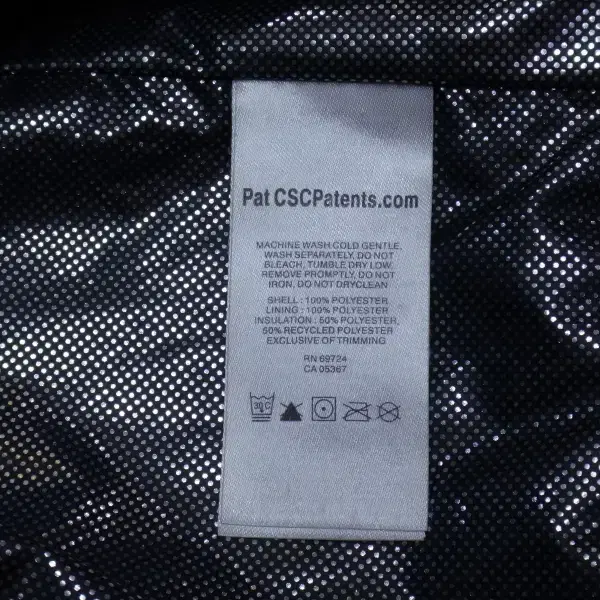 Pat CSCPatents.com
MACHINE WASH COLD GENTLE,
WASH SEPARATELY, DO NOT
BLEACH, TUMBLE DRY LOW,
REMOVE PROMPTLY, DO NOT
IRON, DO NOT DRYCLEAN
SHELL : 100% POLYESTER
LINING : 100% POLYESTER
INSULATION : 50% POLYESTER,
50% RECYCLED POLYESTER
EXCLUSIVE OF TRIMMING
RN 69724
CA 05367
30 C